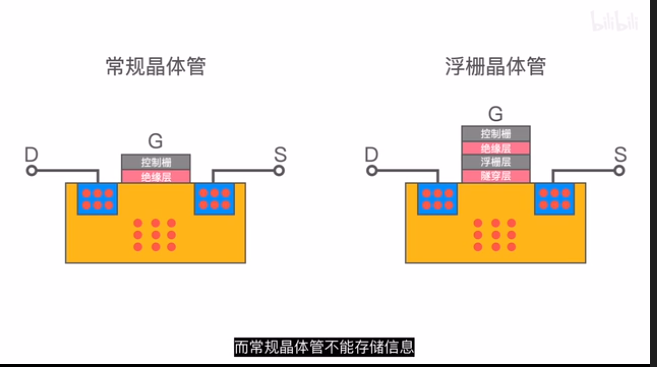 bilibili
常规晶体管
浮栅晶体管
G
D
S
控制栅
绝缘层
G
D
S
控制栅
绝缘层
浮栅层
隧穿层
而常规晶体管不能存储信息